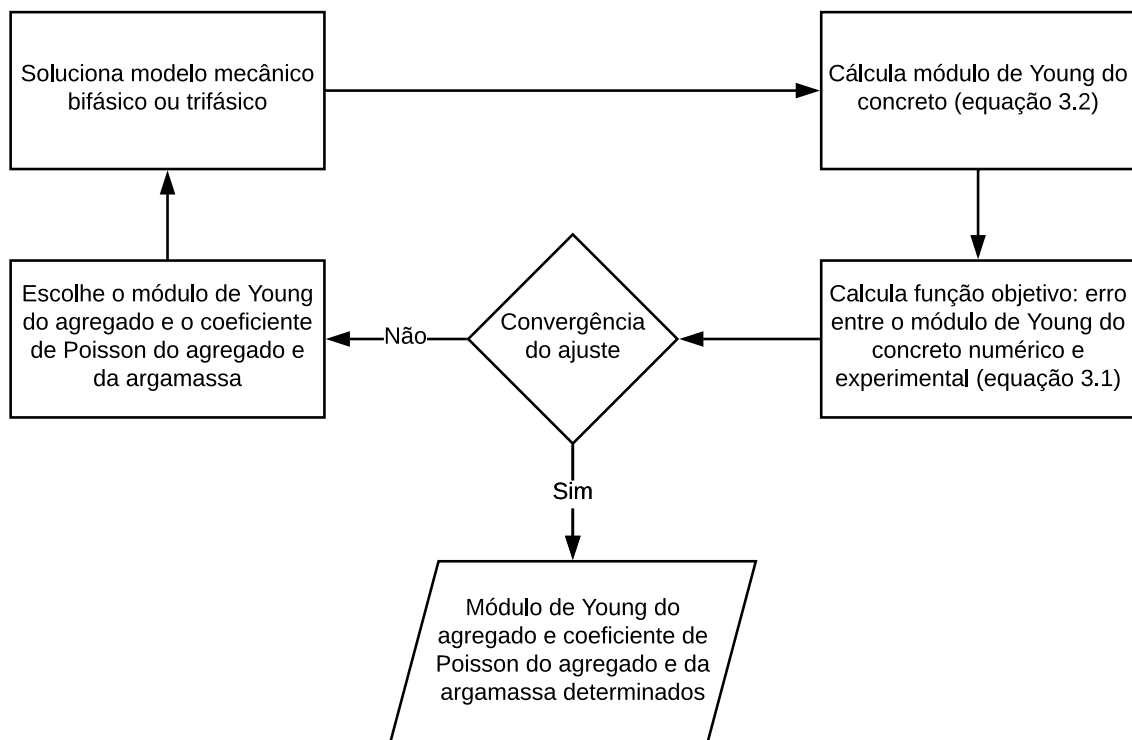 Soluciona modelo mecânico
bifásico ou trifásico
Cálcula módulo de Young do
concreto (equação 3.2)
Escolhe o módulo de Young
do agregado e o coeficiente
de Poisson do agregado e
da argamassa
Não
Convergência
do ajuste
Calcula função objetivo: erro
entre o módulo de Young do
concreto numérico e
experimental (equação 3.1)
Sim
Módulo de Young do
agregado e coeficiente de
Poisson do agregado e da
argamassa determinados